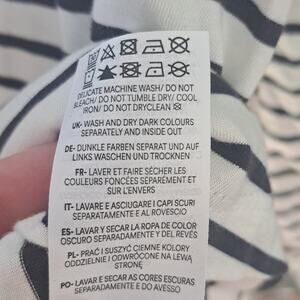 DELICATE MACHINE WASH/ DO NOT
BLEACH/ DO NOT TUMBLE DRY/ COOL
IRON/ DO NOT DRYCLEAN
UK- WASH AND DRY DARK COLOURS
SEPARATELY AND INSIDE OUT
DE- DUNKLE FARBEN SEPARAT UND AUF
LINKS WASCHEN UND TROCKNEN
FR- LAVER ET FAIRE SÉCHER LES
COULEURS FONCÉES SÉPARÉMENT ET
SUR L'ENVERS
IT- LAVARE E ASCIUGARE I CAPI SCURI
SEPARATAMENTE E AL ROVESCIO
ES- LAVAR Y SECAR LA ROPA DE COLOR
OSCURO SEPARADAMENTE Y DEL REVÉS
PL- PRAĆ I SUSZYĆ CIEMNE KOLORY
ODDZIELNIE I ODWRÓCONE NA LEWĄ
STRONĘ
PO- LAVAR E SECAR AS CORES ESCURAS
SEPARADAMENTE E DO AVESSO